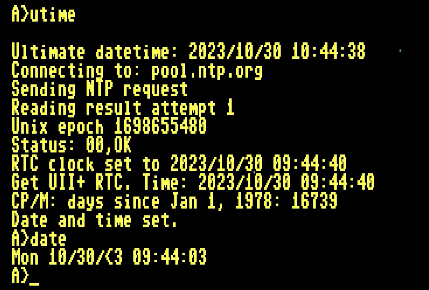 A>utime
Ultimate datetime: 2023/10/30 10:44:38
Connecting to: pool.ntp.org
Sending NTP request
Reading result attempt 1
Unix epoch 1698655480
Status: 00,OK
RTC clock set to 2023/10/30 09:44:40
Get UII+ RTC. Time: 2023/10/30 09:44:40
CP/M: days since Jan 1, 1978: 16739
Date and time set.
A>date
Mon 10/30/<3 09:44:03
A>_